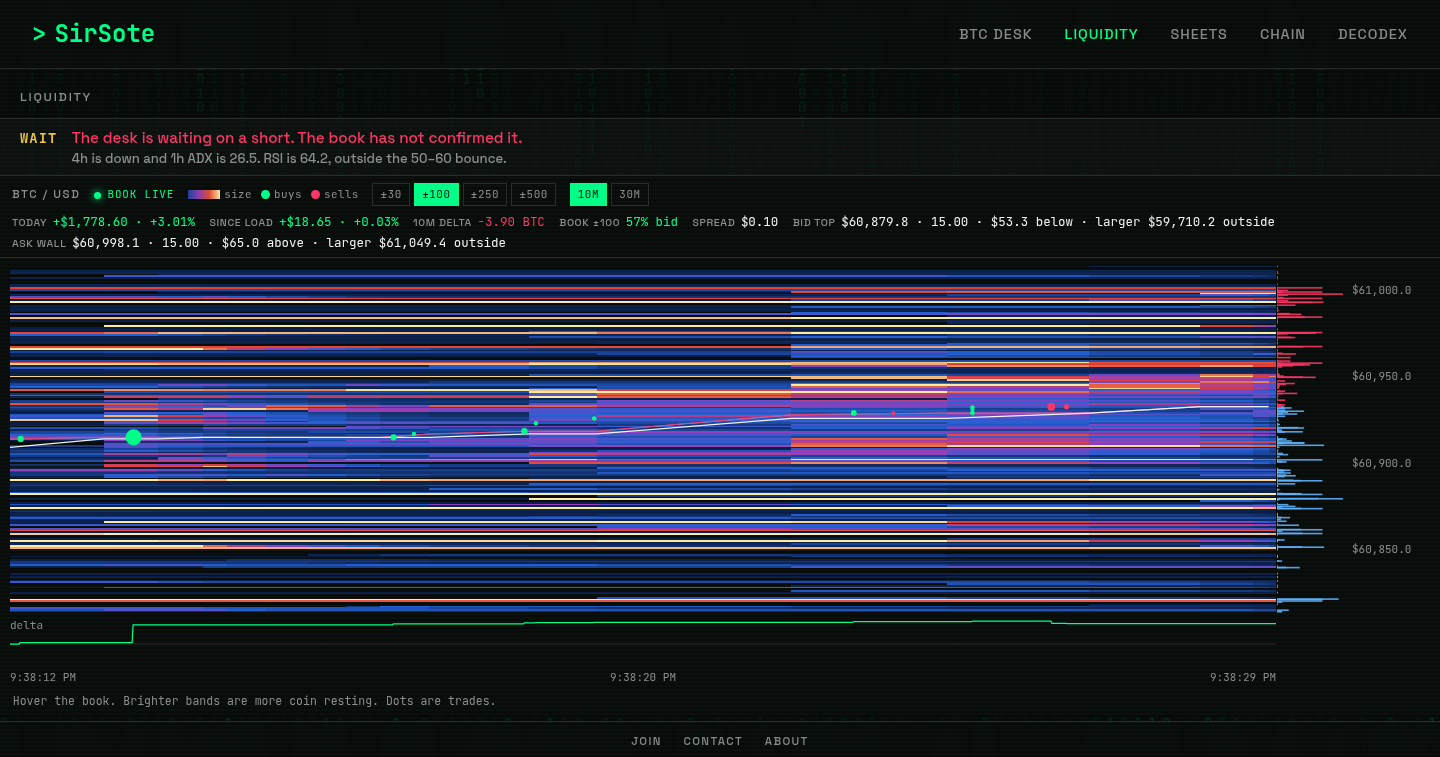 > SirSote
BTC DESK LIQUIDITY SHEETS CHAIN DECODEX
LIQUIDITY
WAIT The desk is waiting on a short. The book has not confirmed it.
4h is down and 1h ADX is 26.5. RSI is 64.2, outside the 50–60 bounce.
BTC / USD BOOK LIVE size buys sells ±30 ±100 ±250 ±500 10M 30M
TODAY +$1,778.60 · +3.01% SINCE LOAD +$18.65 · +0.03% 10M DELTA -3.90 BTC BOOK ±100 57% bid SPREAD $0.10 BID TOP $60,879.8 · 15.00 · $53.3 below · larger $59,710.2 outside
ASK WALL $60,998.1 · 15.00 · $65.0 above · larger $61,049.4 outside
$61,000.0
$60,950.0
$60,900.0
$60,850.0
delta
9:38:12 PM 9:38:20 PM 9:38:29 PM
Hover the book. Brighter bands are more coin resting. Dots are trades.
JOIN CONTACT ABOUT